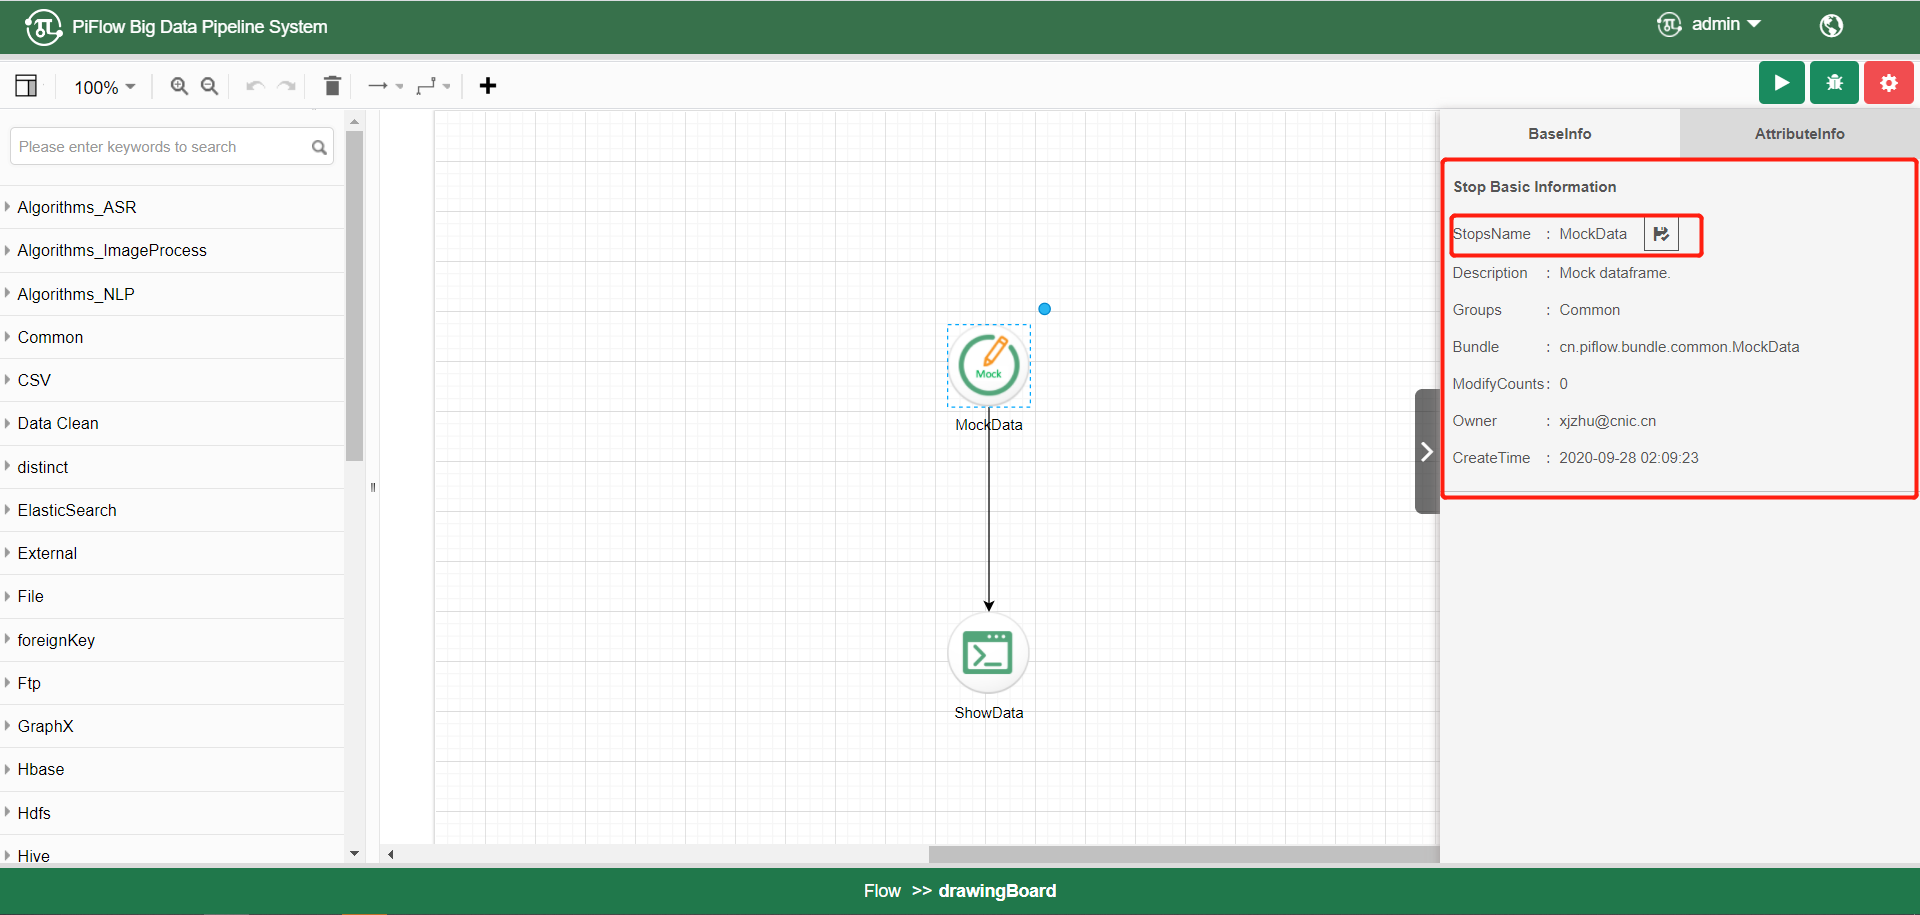 PiFlow Big Data Pipeline System
admin
100%
Please enter keywords to search
Algorithms_ASR
Algorithms_ImageProcess
Algorithms_NLP
Common
CSV
Data Clean
distinct
ElasticSearch
External
File
foreignKey
Ftp
GraphX
Hbase
Hdfs
Hive
Mock
MockData
ShowData
BaseInfo
AttributeInfo
Stop Basic Information
StopsName : MockData
Description : Mock dataframe.
Groups : Common
Bundle : cn.piflow.bundle.common.MockData
ModifyCounts : 0
Owner : xjzhu@cnic.cn
CreateTime : 2020-09-28 02:09:23
Flow >> drawingBoard